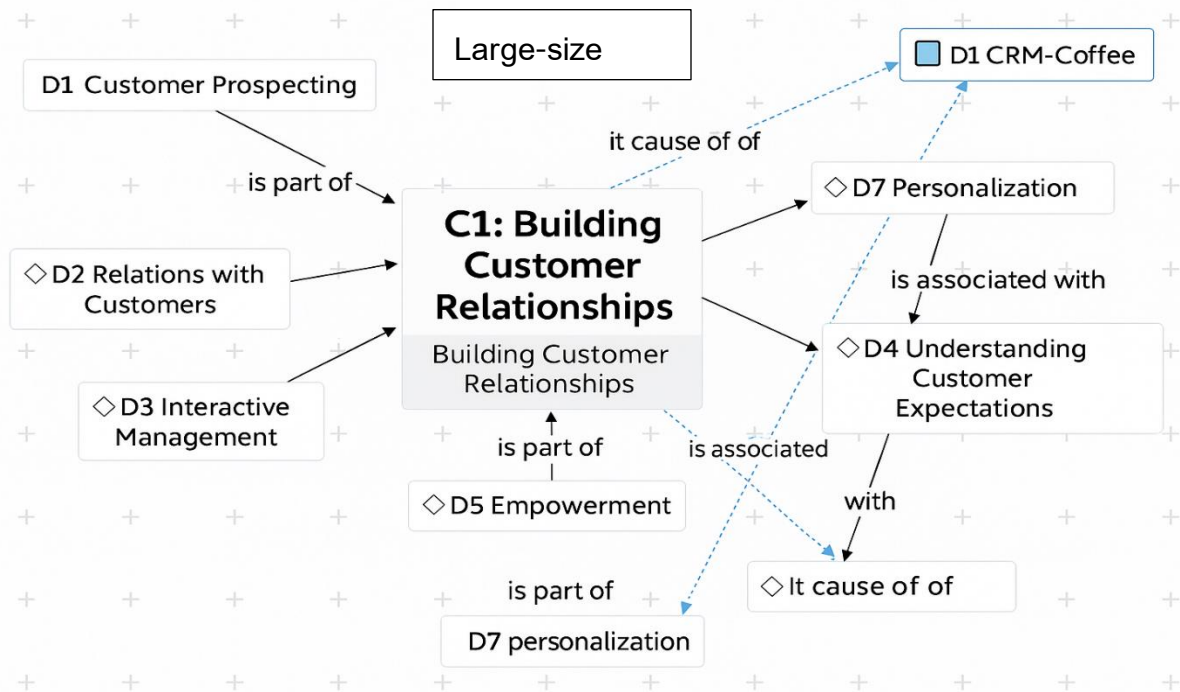 Large-size
D1 CRM-Coffee
D1 Customer Prospecting
it cause of of
is part of
D7 Personalization
C1: Building
Customer
Relationships
D2 Relations with
Customers
is associated with
Building Customer
Relationships
D4 Understanding
Customer
Expectations
D3 Interactive
Management
is part of
is associated
D5 Empowerment
with
It cause of of
is part of
D7 personalization